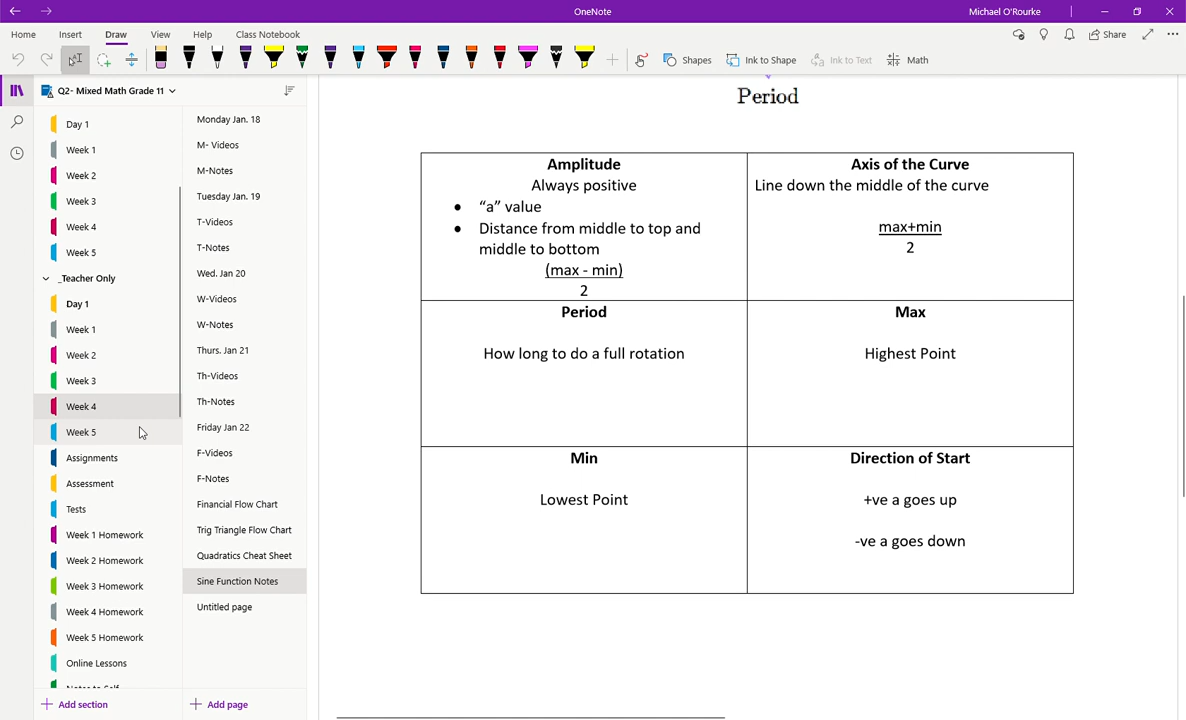 OneNote
Michael O'Rourke
Home
Insert
Draw
View
Help
Class Notebook
Share
Shapes
Ink to Shape
Ink to Text
Math
Q2- Mixed Math Grade 11
Day 1
Week 1
Week 2
Week 3
Week 4
Week 5
_Teacher Only
Day 1
Week 1
Week 2
Week 3
Week 4
Week 5
Assignments
Assessment
Tests
Week 1 Homework
Week 2 Homework
Week 3 Homework
Week 4 Homework
Week 5 Homework
Online Lessons
Notes to Self
Add section
Monday Jan. 18
M- Videos
M-Notes
Tuesday Jan. 19
T-Videos
T-Notes
Wed. Jan 20
W-Videos
W-Notes
Thurs. Jan 21
Th-Videos
Th-Notes
Friday Jan 22
F-Videos
F-Notes
Financial Flow Chart
Trig Triangle Flow Chart
Quadratics Cheat Sheet
Sine Function Notes
Untitled page
Add page
Period
Amplitude
Always positive
• “a” value
• Distance from middle to top and
middle to bottom
(max - min)
2
Axis of the Curve
Line down the middle of the curve
max+min
2
Period
How long to do a full rotation
Max
Highest Point
Min
Lowest Point
Direction of Start
+ve a goes up
-ve a goes down